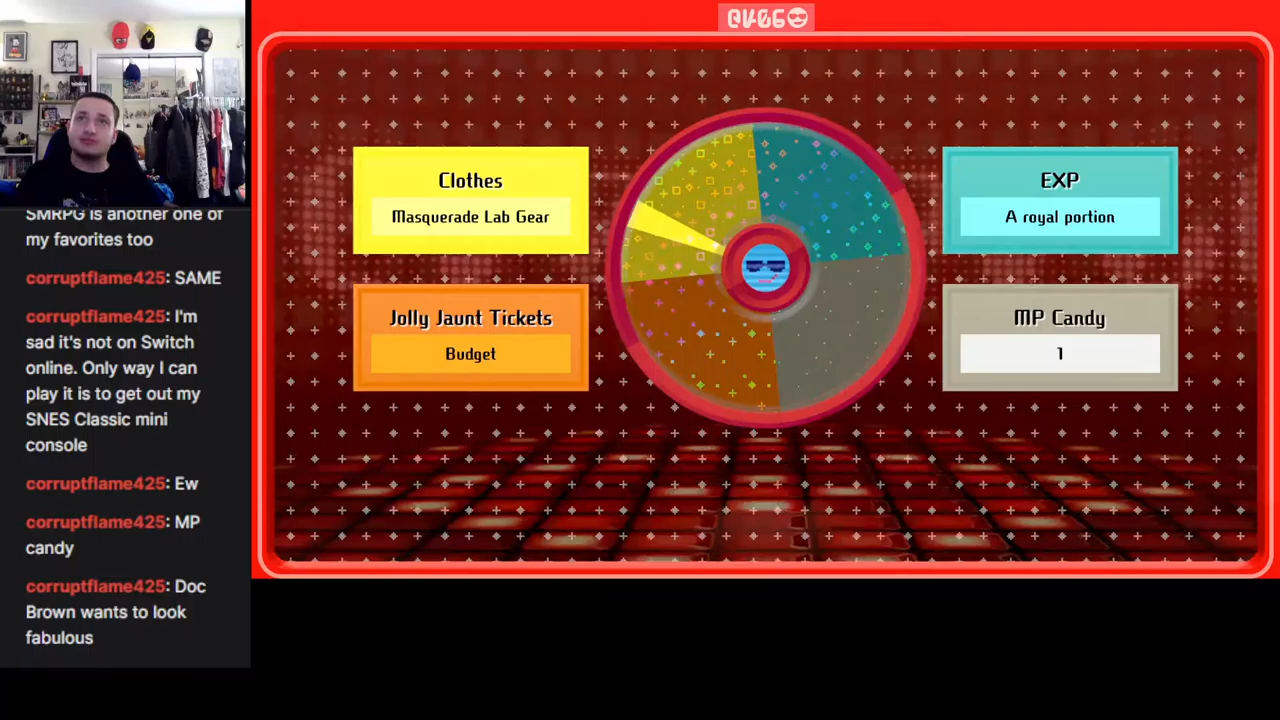 SMRPG is another one of
my favorites too
corruptflame425: SAME
corruptflame425: I'm
sad it's not on Switch
online. Only way I can
play it is to get out my
SNES Classic mini
console
corruptflame425: Ew
corruptflame425: MP
candy
corruptflame425: Doc
Brown wants to look
fabulous
Clothes
Masquerade Lab Gear
Jolly Jaunt Tickets
Budget
EXP
A royal portion
MP Candy
1